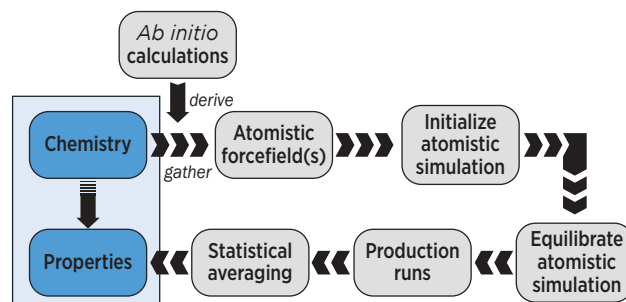 Ab initio
calculations
derive
Chemistry
gather
Atomistic
forcefield(s)
Initialize
atomistic
simulation
Equilibrate
atomistic
simulation
Production
runs
Statistical
averaging
Properties